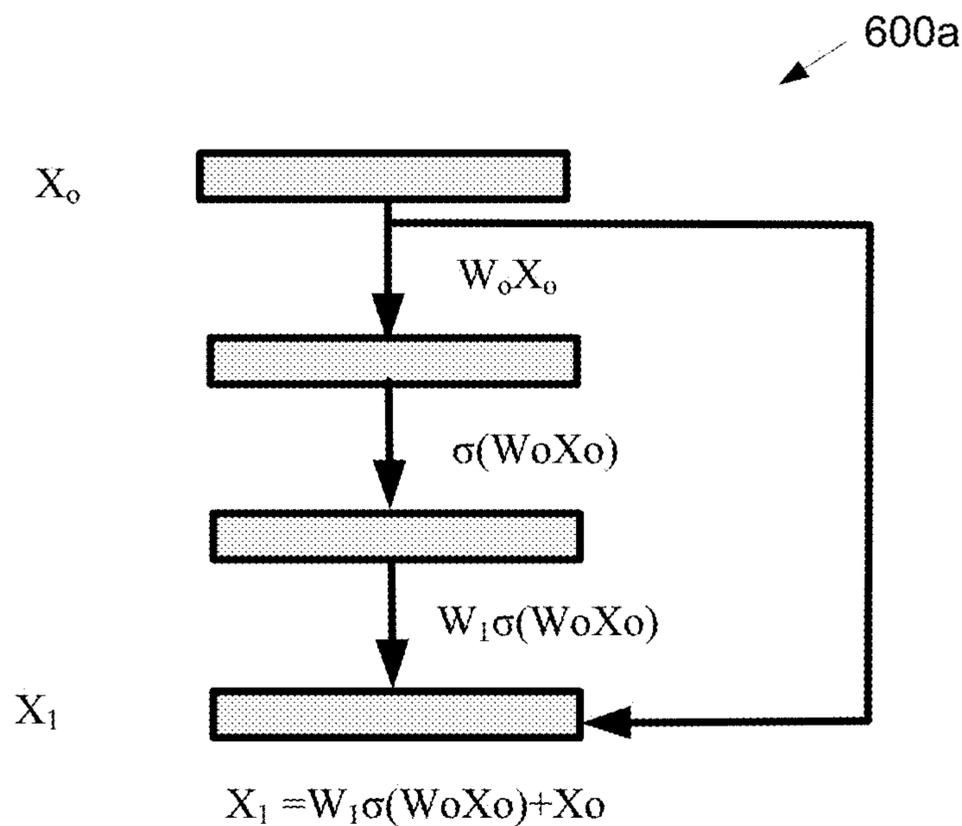 600a
Xₒ
WₒXₒ
σ(WoXo)
W₁σ(WoXo)
X₁
X₁ =W₁σ(WoXo)+Xo